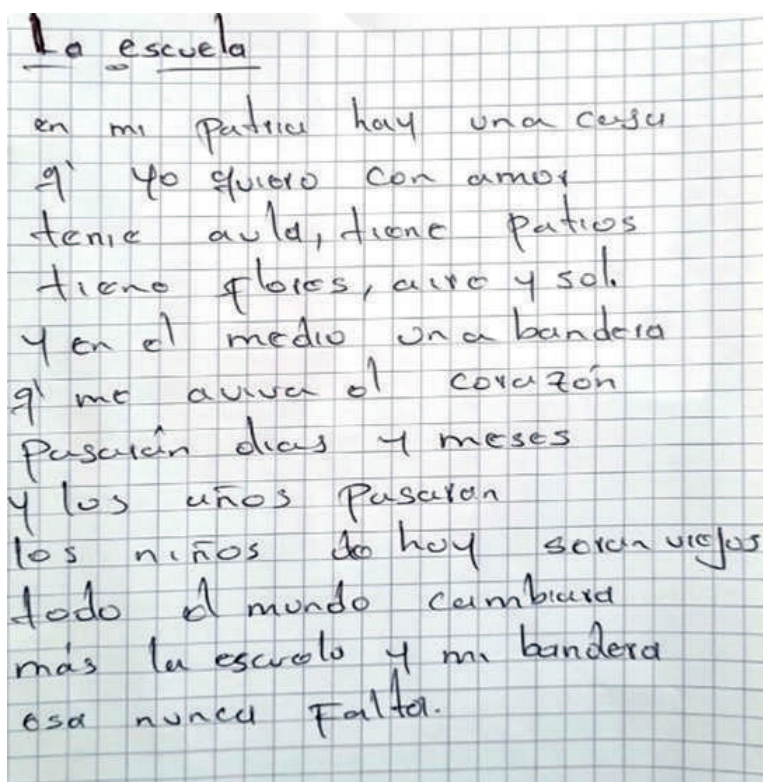 La escuela
en mi patria hay una casa
q' yo quiero con amor
tenie aula, tiene patios
tiene flores, aire y sol.
y en el medio una bandera
q' me aviva el corazón
pasarán dias y meses
y los años pasaran
los niños de hoy seran viejos
todo el mundo cambiara
más la escuela y mi bandera
esa nunca Falta.